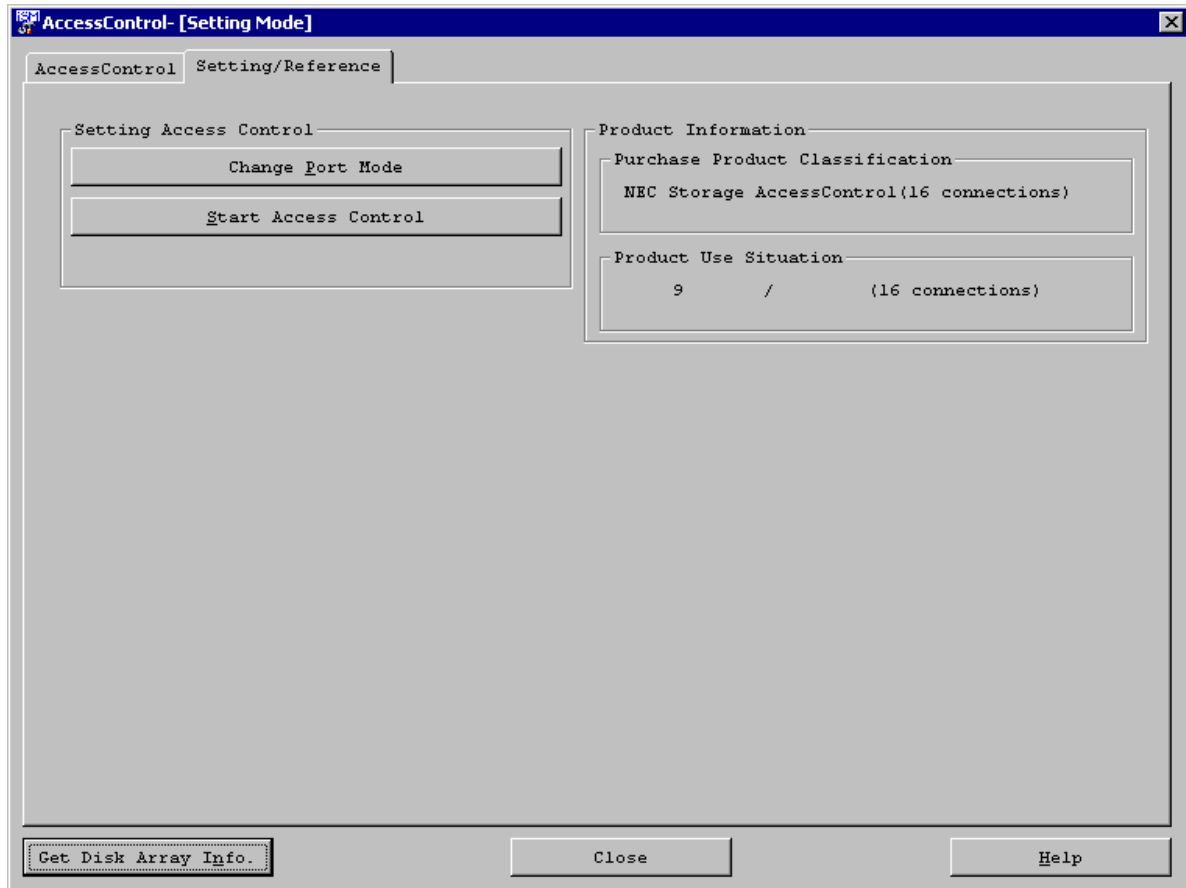 AccessControl- [Setting Mode]
AccessControl
Setting/Reference
Setting Access Control
Change Port Mode
Start Access Control
Product Information
Purchase Product Classification
NEC Storage AccessControl(16 connections)
Product Use Situation
9 / (16 connections)
Get Disk Array Info.
Close
Help